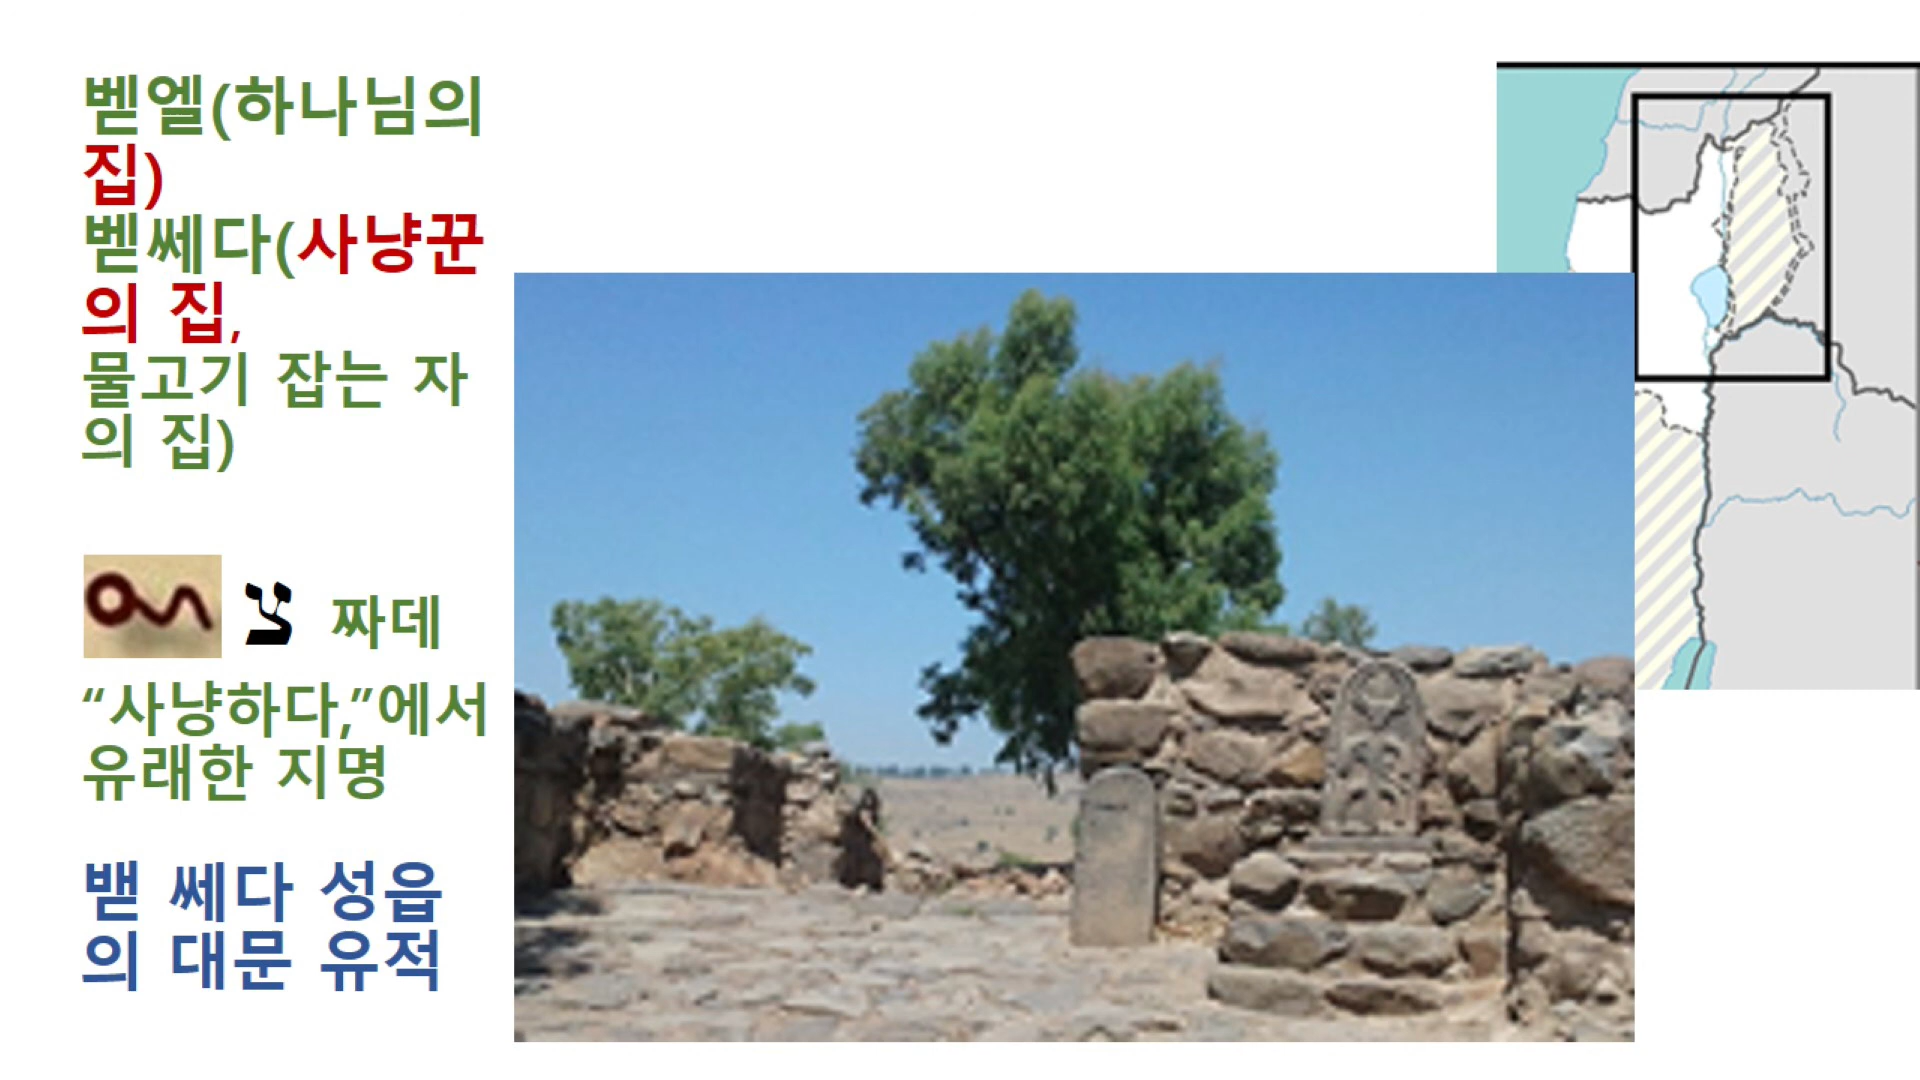 벧엘(하나님의
집)
벧쎄다(사냥꾼
의 집,
물고기 잡는 자
의 집)
צ 짜데
“사냥하다,”에서
유래한 지명
밷 쎄다 성읍
의 대문 유적